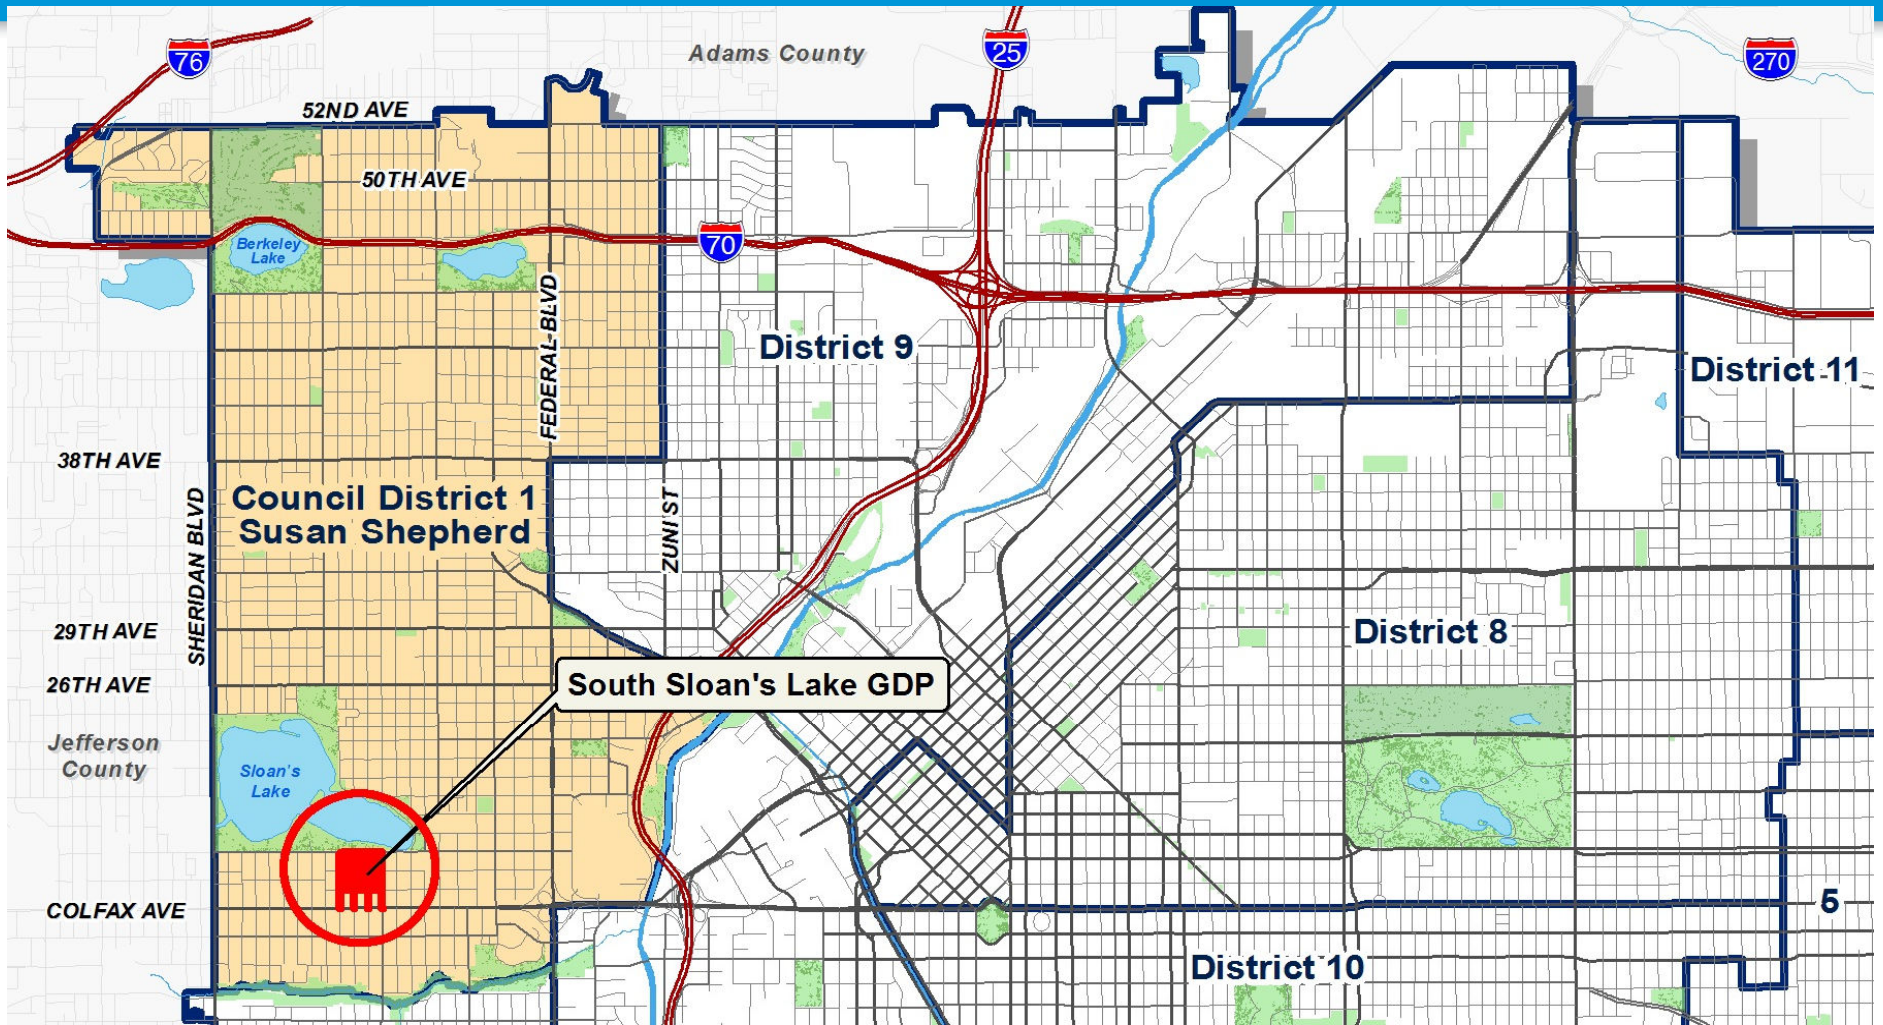 76
Adams County
25
270
52ND AVE
50TH AVE
Berkeley
Lake
70
FEDERAL BLVD
District 9
District 11
38TH AVE
SHERIDAN BLVD
Council District 1
Susan Shepherd
ZUNI ST
29TH AVE
District 8
26TH AVE
South Sloan's Lake GDP
Jefferson
County
Sloan's
Lake
COLFAX AVE
5
District 10